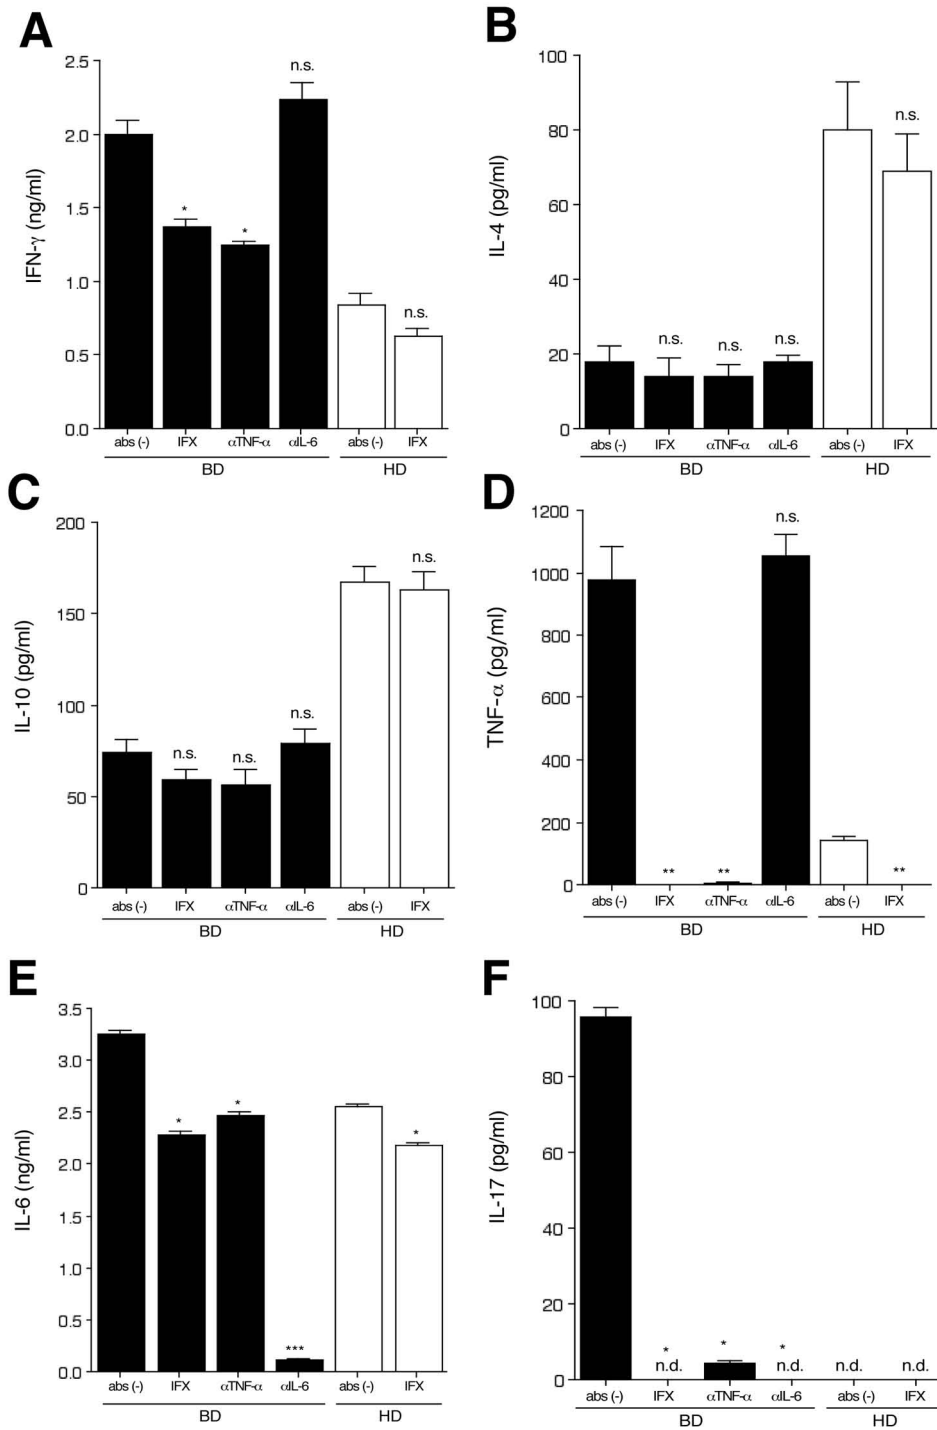 A
IFN-γ (ng/ml)
2.5
2.0
1.5
1.0
0.5
0.0
*
*
n.s.
n.s.
abs (-) IFX αTNF-α αIL-6 abs (-) IFX
BD HD
B
IL-4 (pg/ml)
100
80
60
40
20
0
n.s.
n.s.
n.s.
n.s.
abs (-) IFX αTNF-α αIL-6 abs (-) IFX
BD HD
C
IL-10 (pg/ml)
200
150
100
50
0
n.s.
n.s.
n.s.
n.s.
abs (-) IFX αTNF-α αIL-6 abs (-) IFX
BD HD
D
TNF-α (pg/ml)
1200
1000
800
600
400
200
0
**
**
n.s.
**
abs (-) IFX αTNF-α αIL-6 abs (-) IFX
BD HD
E
IL-6 (ng/ml)
3.5
3.0
2.5
2.0
1.5
1.0
0.5
0.0
*
*
***
*
abs (-) IFX αTNF-α αIL-6 abs (-) IFX
BD HD
F
IL-17 (pg/ml)
100
80
60
40
20
0
* * *
n.d. n.d. n.d. n.d.
abs (-) IFX αTNF-α αIL-6 abs (-) IFX
BD HD